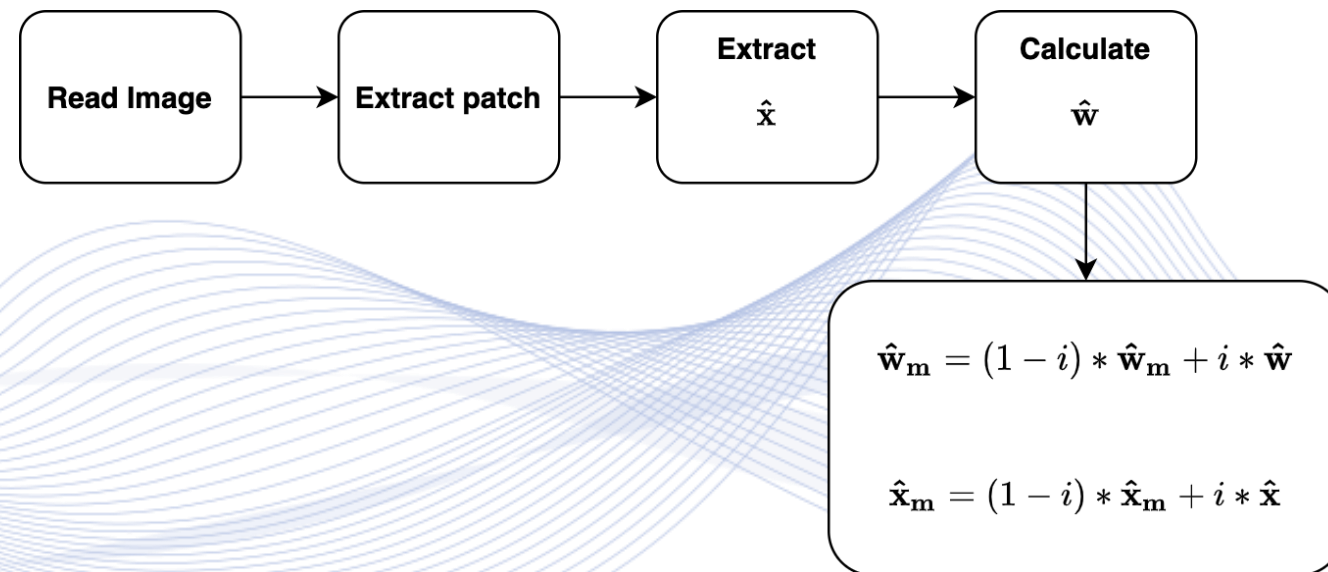 Read Image
Extract patch
Extract
x̂
Calculate
ŵ
ŵₘ = (1 − i) ∗ ŵₘ + i ∗ ŵ
x̂ₘ = (1 − i) ∗ x̂ₘ + i ∗ x̂